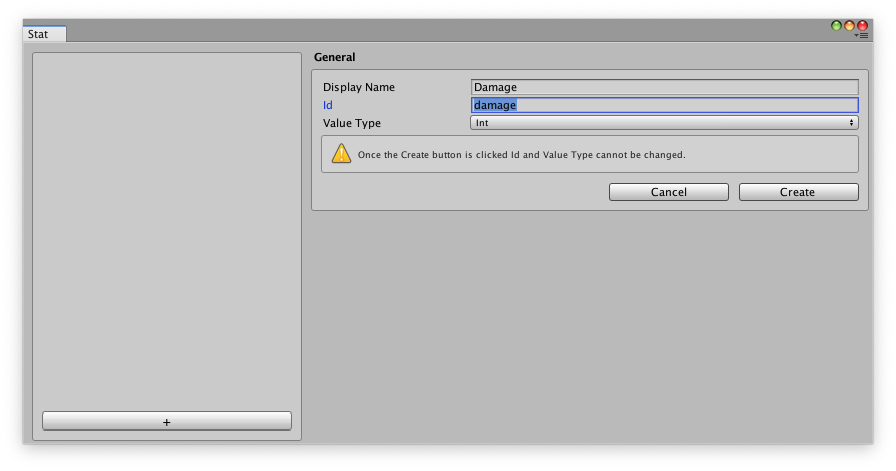 Stat
General
Display Name Damage
Id damage
Value Type Int
Once the Create button is clicked Id and Value Type cannot be changed.
Cancel Create
+